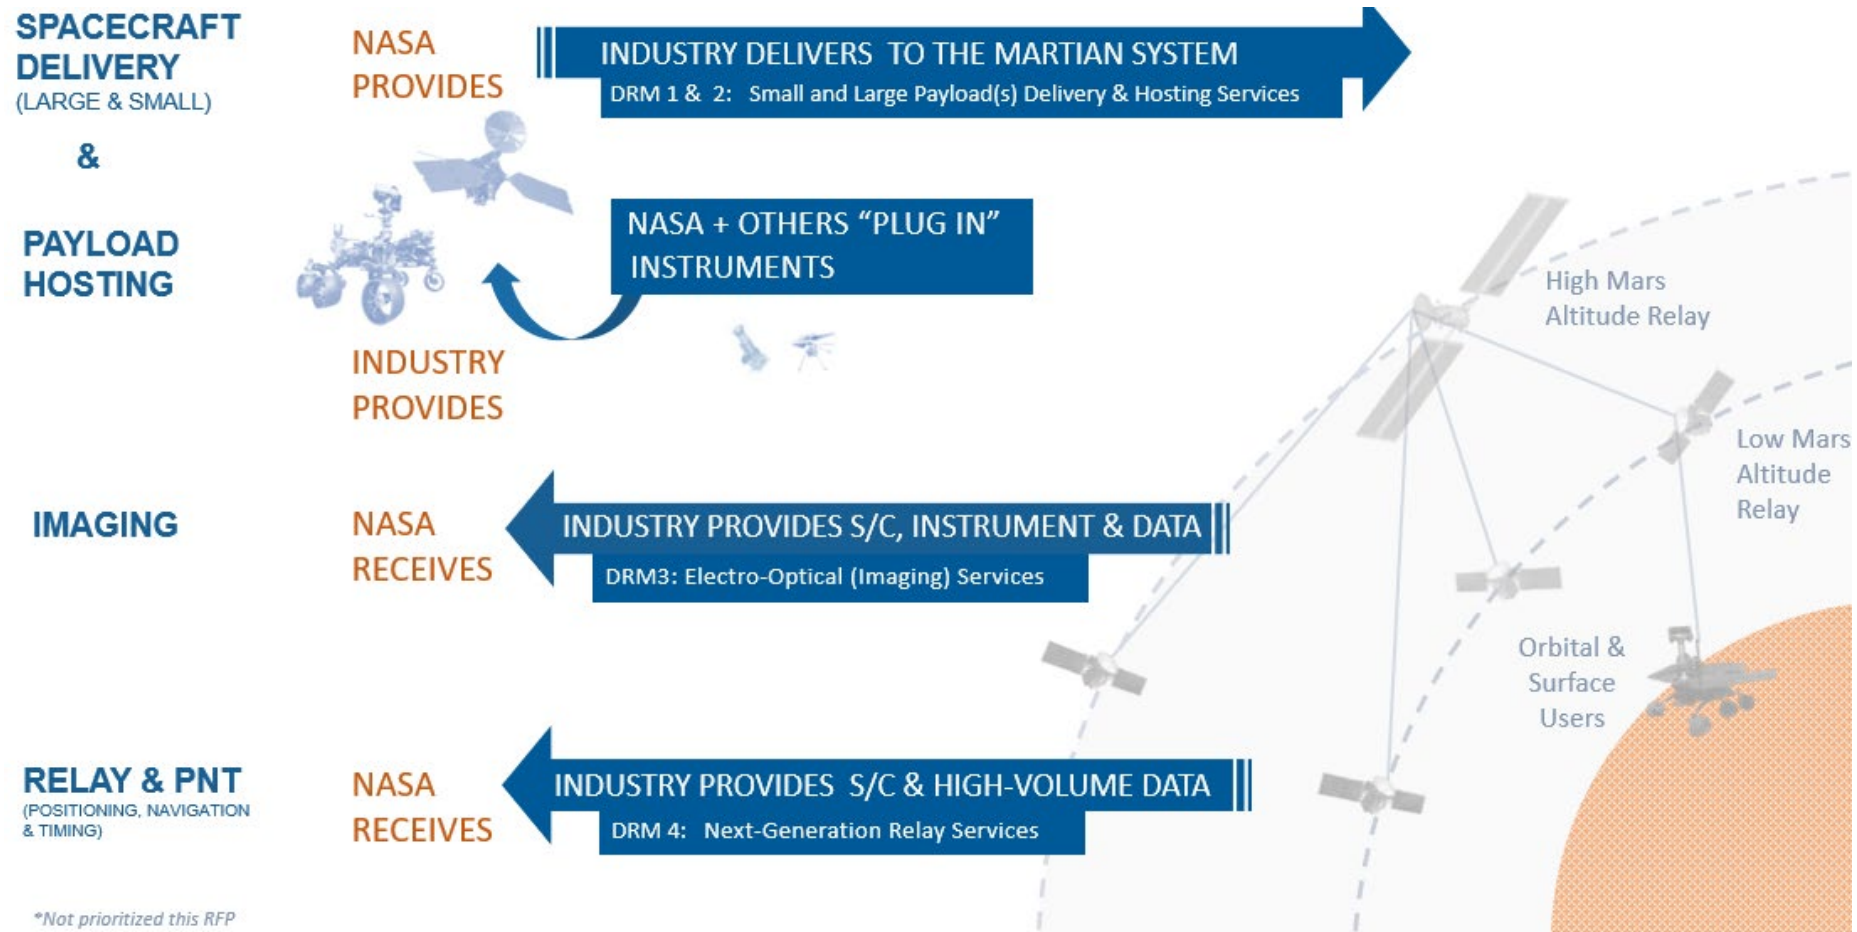 SPACECRAFT
DELIVERY
(LARGE & SMALL)
&
PAYLOAD
HOSTING
NASA
PROVIDES
INDUSTRY DELIVERS TO THE MARTIAN SYSTEM
DRM 1 & 2: Small and Large Payload(s) Delivery & Hosting Services
NASA + OTHERS “PLUG IN”
INSTRUMENTS
INDUSTRY
PROVIDES
IMAGING
NASA
RECEIVES
INDUSTRY PROVIDES S/C, INSTRUMENT & DATA
DRM3: Electro-Optical (Imaging) Services
RELAY & PNT
(POSITIONING, NAVIGATION
& TIMING)
NASA
RECEIVES
INDUSTRY PROVIDES S/C & HIGH-VOLUME DATA
DRM 4: Next-Generation Relay Services
High Mars
Altitude Relay
Low Mars
Altitude
Relay
Orbital &
Surface
Users
*Not prioritized this RFP